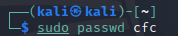 ┌──(kali㉿kali)-[~]
└─$ sudo passwd cfc